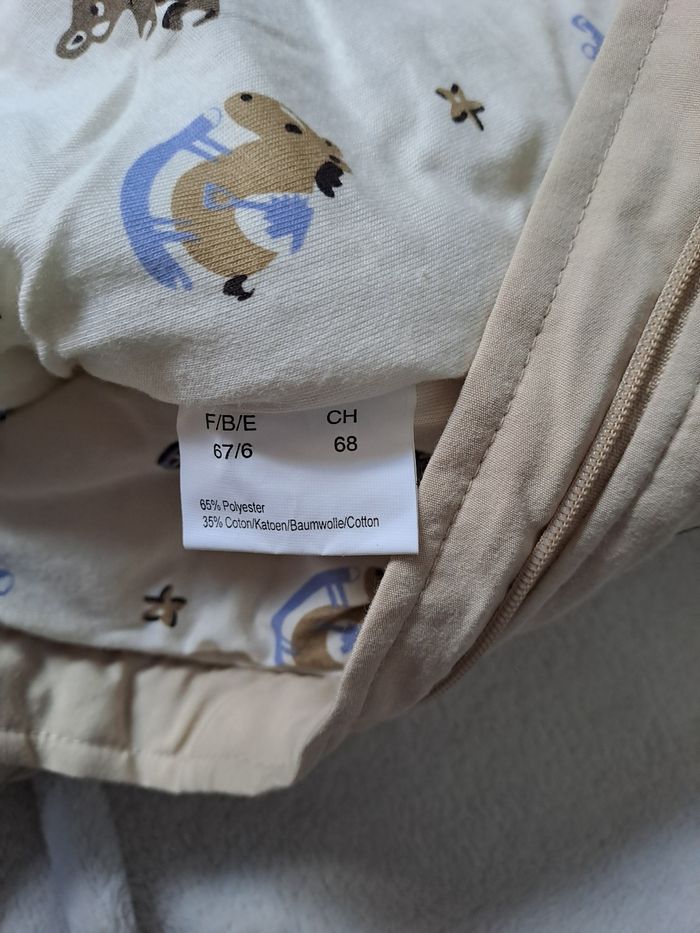 F/B/E CH
67/6 68
65% Polyester
35% Coton/Katoen/Baumwolle/Cotton